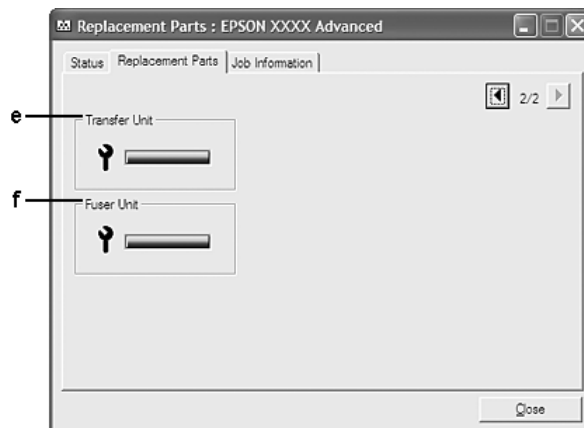 Replacement Parts : EPSON XXXX Advanced
Status Replacement Parts Job Information
2/2
e
Transfer Unit
f
Fuser Unit
Close